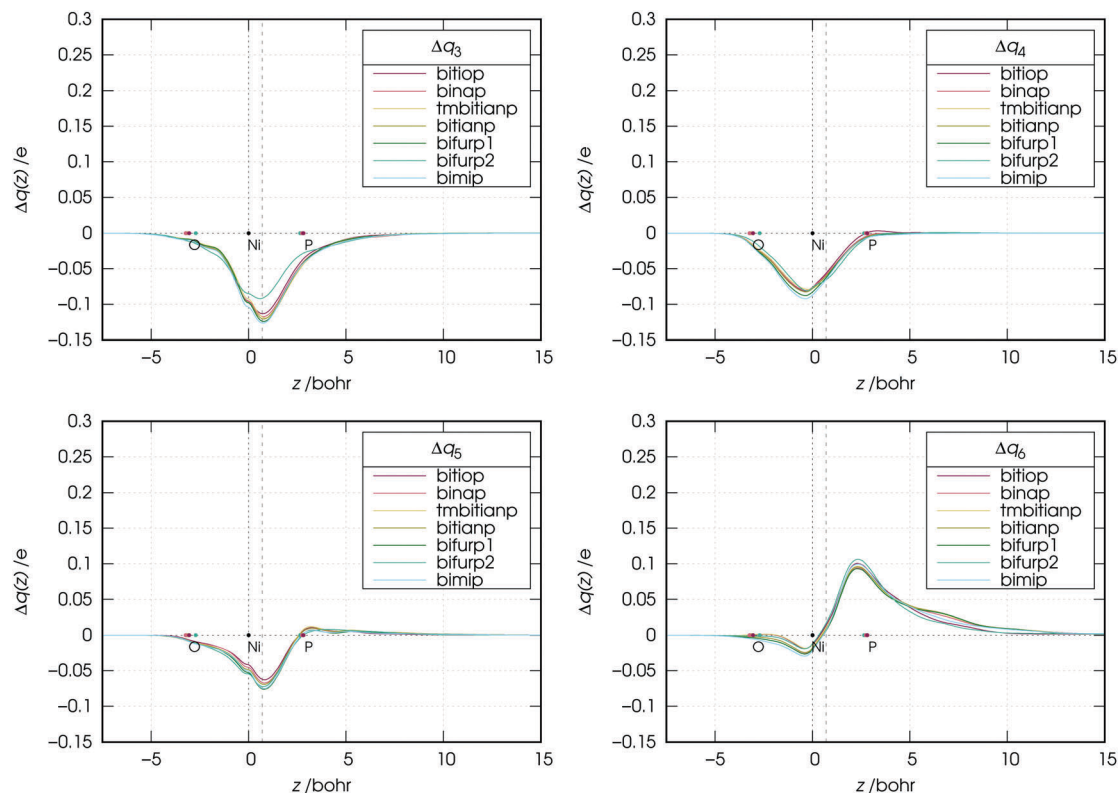 0.3
0.25
0.2
0.15
0.1
0.05
0
−0.05
−0.1
−0.15
Δq(z)/e
Δq3
bitiop
binap
tmbitianp
bitianp
bifurp1
bifurp2
bimip
O Ni P
−5 0 5 10 15
z /bohr
0.3
0.25
0.2
0.15
0.1
0.05
0
−0.05
−0.1
−0.15
Δq(z)/e
Δq4
bitiop
binap
tmbitianp
bitianp
bifurp1
bifurp2
bimip
O Ni P
−5 0 5 10 15
z /bohr
0.3
0.25
0.2
0.15
0.1
0.05
0
−0.05
−0.1
−0.15
Δq(z)/e
Δq5
bitiop
binap
tmbitianp
bitianp
bifurp1
bifurp2
bimip
O Ni P
−5 0 5 10 15
z /bohr
0.3
0.25
0.2
0.15
0.1
0.05
0
−0.05
−0.1
−0.15
Δq(z)/e
Δq6
bitiop
binap
tmbitianp
bitianp
bifurp1
bifurp2
bimip
O Ni P
−5 0 5 10 15
z /bohr